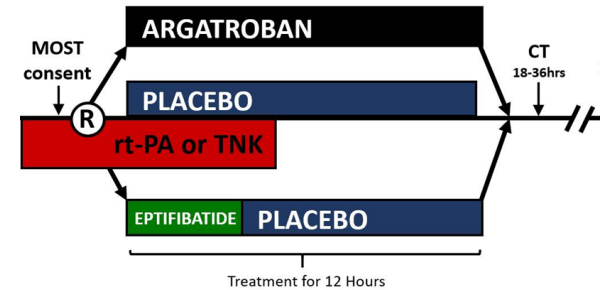 ARGATROBAN
MOST
consent
CT
18-36hrs
PLACEBO
R
rt-PA or TNK
EPTIFIBATIDE PLACEBO
Treatment for 12 Hours